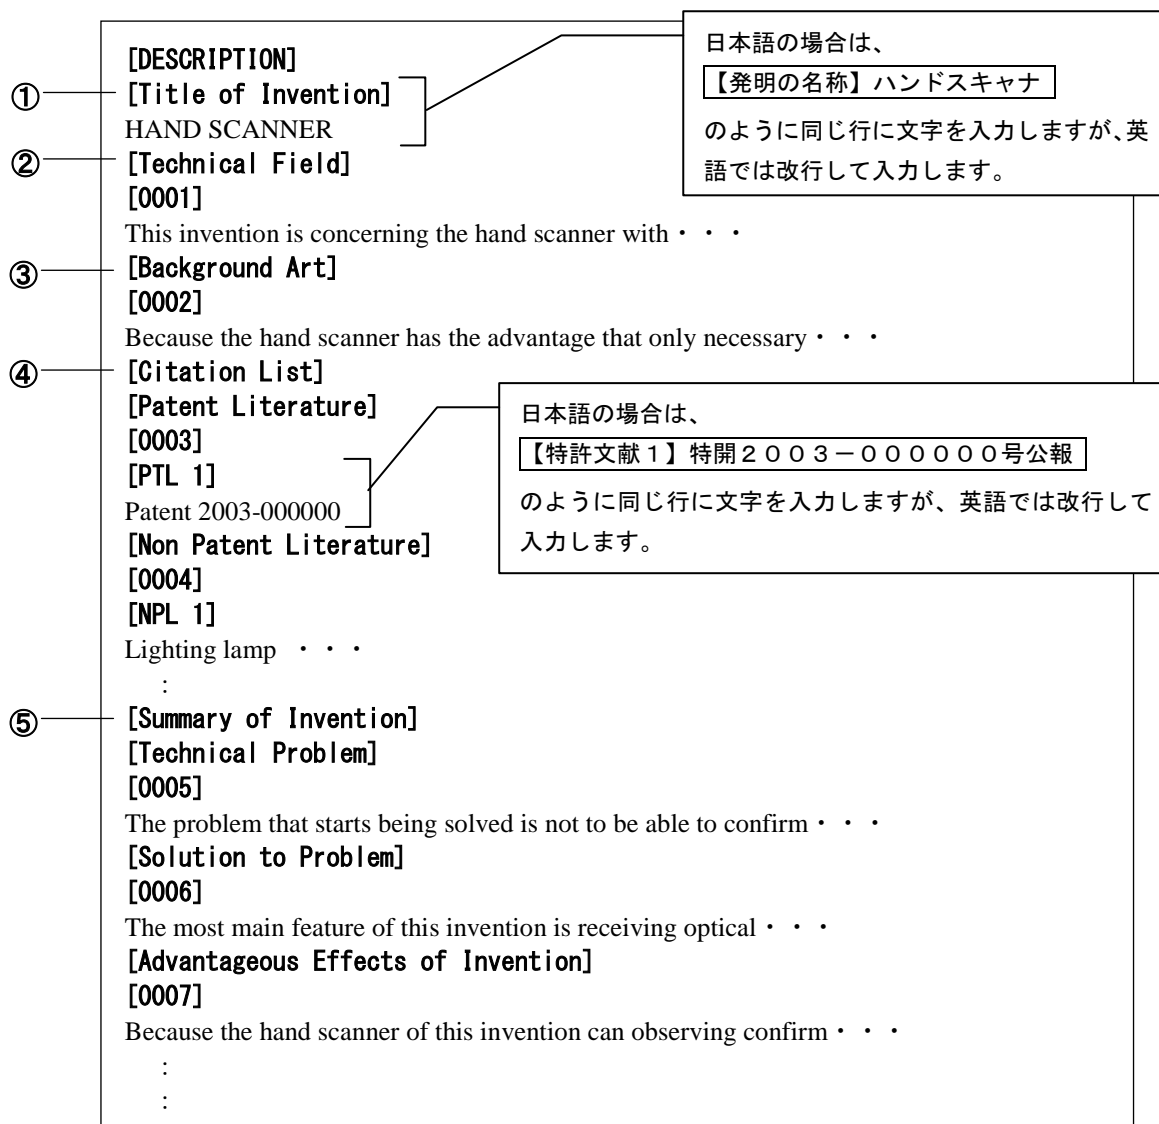 [DESCRIPTION]
① [Title of Invention]
HAND SCANNER
日本語の場合は、
【発明の名称】ハンドスキャナ
のように同じ行に文字を入力しますが、英
語では改行して入力します。
② [Technical Field]
[0001]
This invention is concerning the hand scanner with・・・
③ [Background Art]
[0002]
Because the hand scanner has the advantage that only necessary・・・
④ [Citation List]
[Patent Literature]
[0003]
[PTL 1]
Patent 2003-000000
日本語の場合は、
【特許文献1】特開2003-000000号公報
のように同じ行に文字を入力しますが、英語では改行して
入力します。
[Non Patent Literature]
[0004]
[NPL 1]
Lighting lamp ・・・
:
⑤ [Summary of Invention]
[Technical Problem]
[0005]
The problem that starts being solved is not to be able to confirm・・・
[Solution to Problem]
[0006]
The most main feature of this invention is receiving optical・・・
[Advantageous Effects of Invention]
[0007]
Because the hand scanner of this invention can observing confirm・・・
:
: